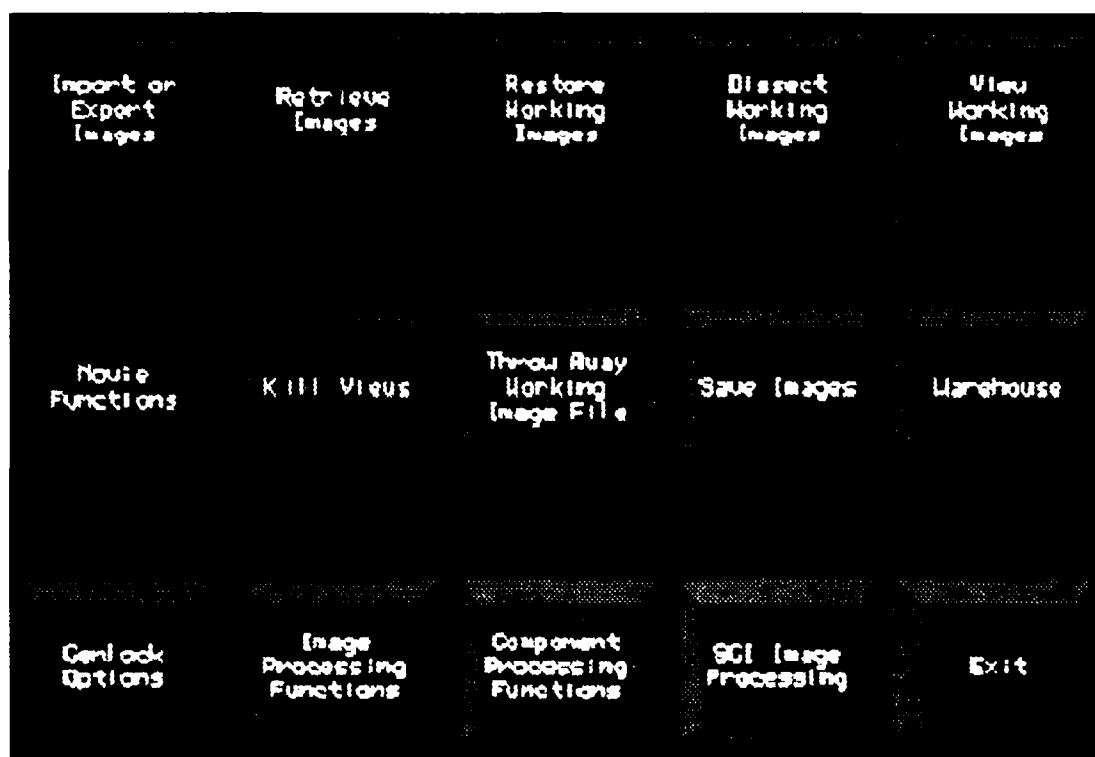 Import or
Export
Images
Retrieve
Images
Restore
Working
Images
Dissect
Working
Images
View
Working
Images
Movie
Functions
Kill Views
Throw Away
Working
Image File
Save Images
Warehouse
Genlock
Options
Image
Processing
Functions
Component
Processing
Functions
SGI Image
Processing
Exit